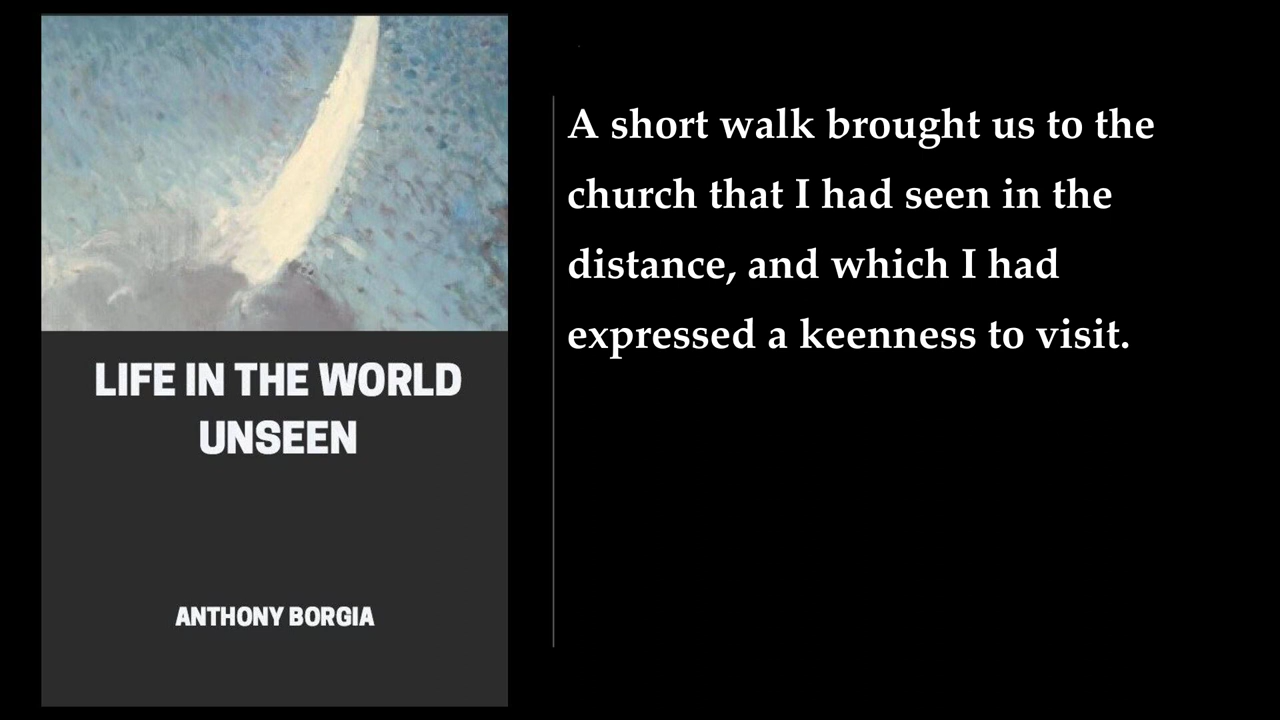 LIFE IN THE WORLD
UNSEEN
ANTHONY BORGIA
A short walk brought us to the
church that I had seen in the
distance, and which I had
expressed a keenness to visit.